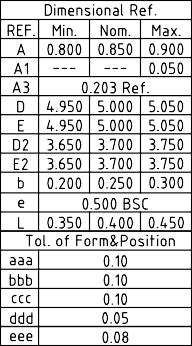 Dimensional Ref.
REF. Min. Nom. Max.
A 0.800 0.850 0.900
A1 --- --- 0.050
A3 0.203 Ref.
D 4.950 5.000 5.050
E 4.950 5.000 5.050
D2 3.650 3.700 3.750
E2 3.650 3.700 3.750
b 0.200 0.250 0.300
e 0.500 BSC
L 0.350 0.400 0.450
Tol. of Form&Position
aaa 0.10
bbb 0.10
ccc 0.10
ddd 0.05
eee 0.08